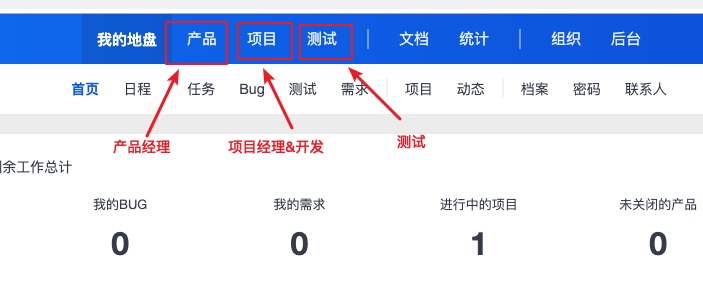 我的地盘 产品 项目 测试 文档 统计 组织 后台
首页 日程 任务 Bug 测试 需求 项目 动态 档案 密码 联系人
产品经理 项目经理&开发 测试
余工作总计
我的BUG 我的需求 进行中的项目 未关闭的产品
0 0 1 0